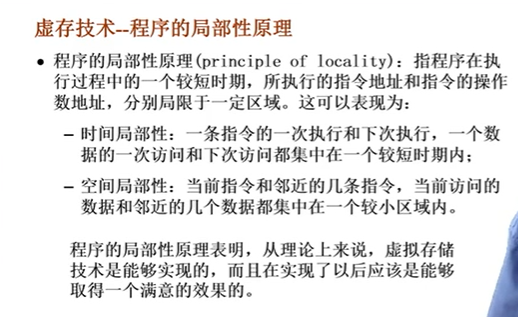 虚存技术--程序的局部性原理
● 程序的局部性原理(principle of locality)：指程序在执
行过程中的一个较短时期，所执行的指令地址和指令的操作
数地址，分别局限于一定区域。这可以表现为：
– 时间局部性：一条指令的一次执行和下次执行，一个数
据的一次访问和下次访问都集中在一个较短时期内；
– 空间局部性：当前指令和邻近的几条指令，当前访问的
数据和邻近的几个数据都集中在一个较小区域内。
程序的局部性原理表明，从理论上来说，虚拟存储
技术是能够实现的，而且在实现了以后应该是能够
取得一个满意的效果的。